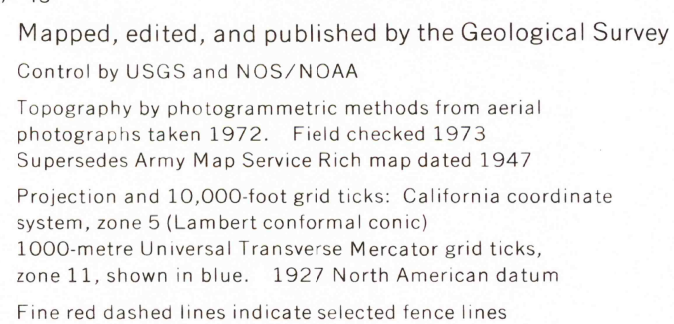 Mapped, edited, and published by the Geological Survey
Control by USGS and NOS/NOAA
Topography by photogrammetric methods from aerial
photographs taken 1972. Field checked 1973
Supersedes Army Map Service Rich map dated 1947
Projection and 10,000-foot grid ticks: California coordinate
system, zone 5 (Lambert conformal conic)
1000-metre Universal Transverse Mercator grid ticks,
zone 11, shown in blue. 1927 North American datum
Fine red dashed lines indicate selected fence lines